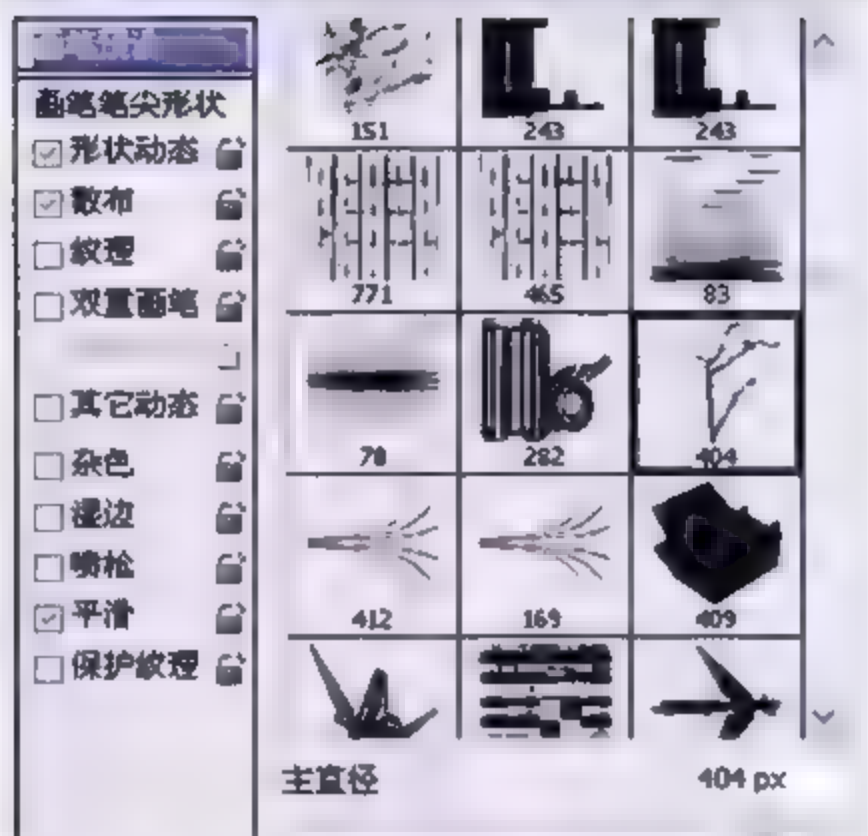 画笔笔尖形状
形状动态
散布
纹理
双重画笔
其它动态
杂色
湿边
喷枪
平滑
保护纹理
151 243 243
771 465 83
70 282 404
412 169 409
主直径 404 px